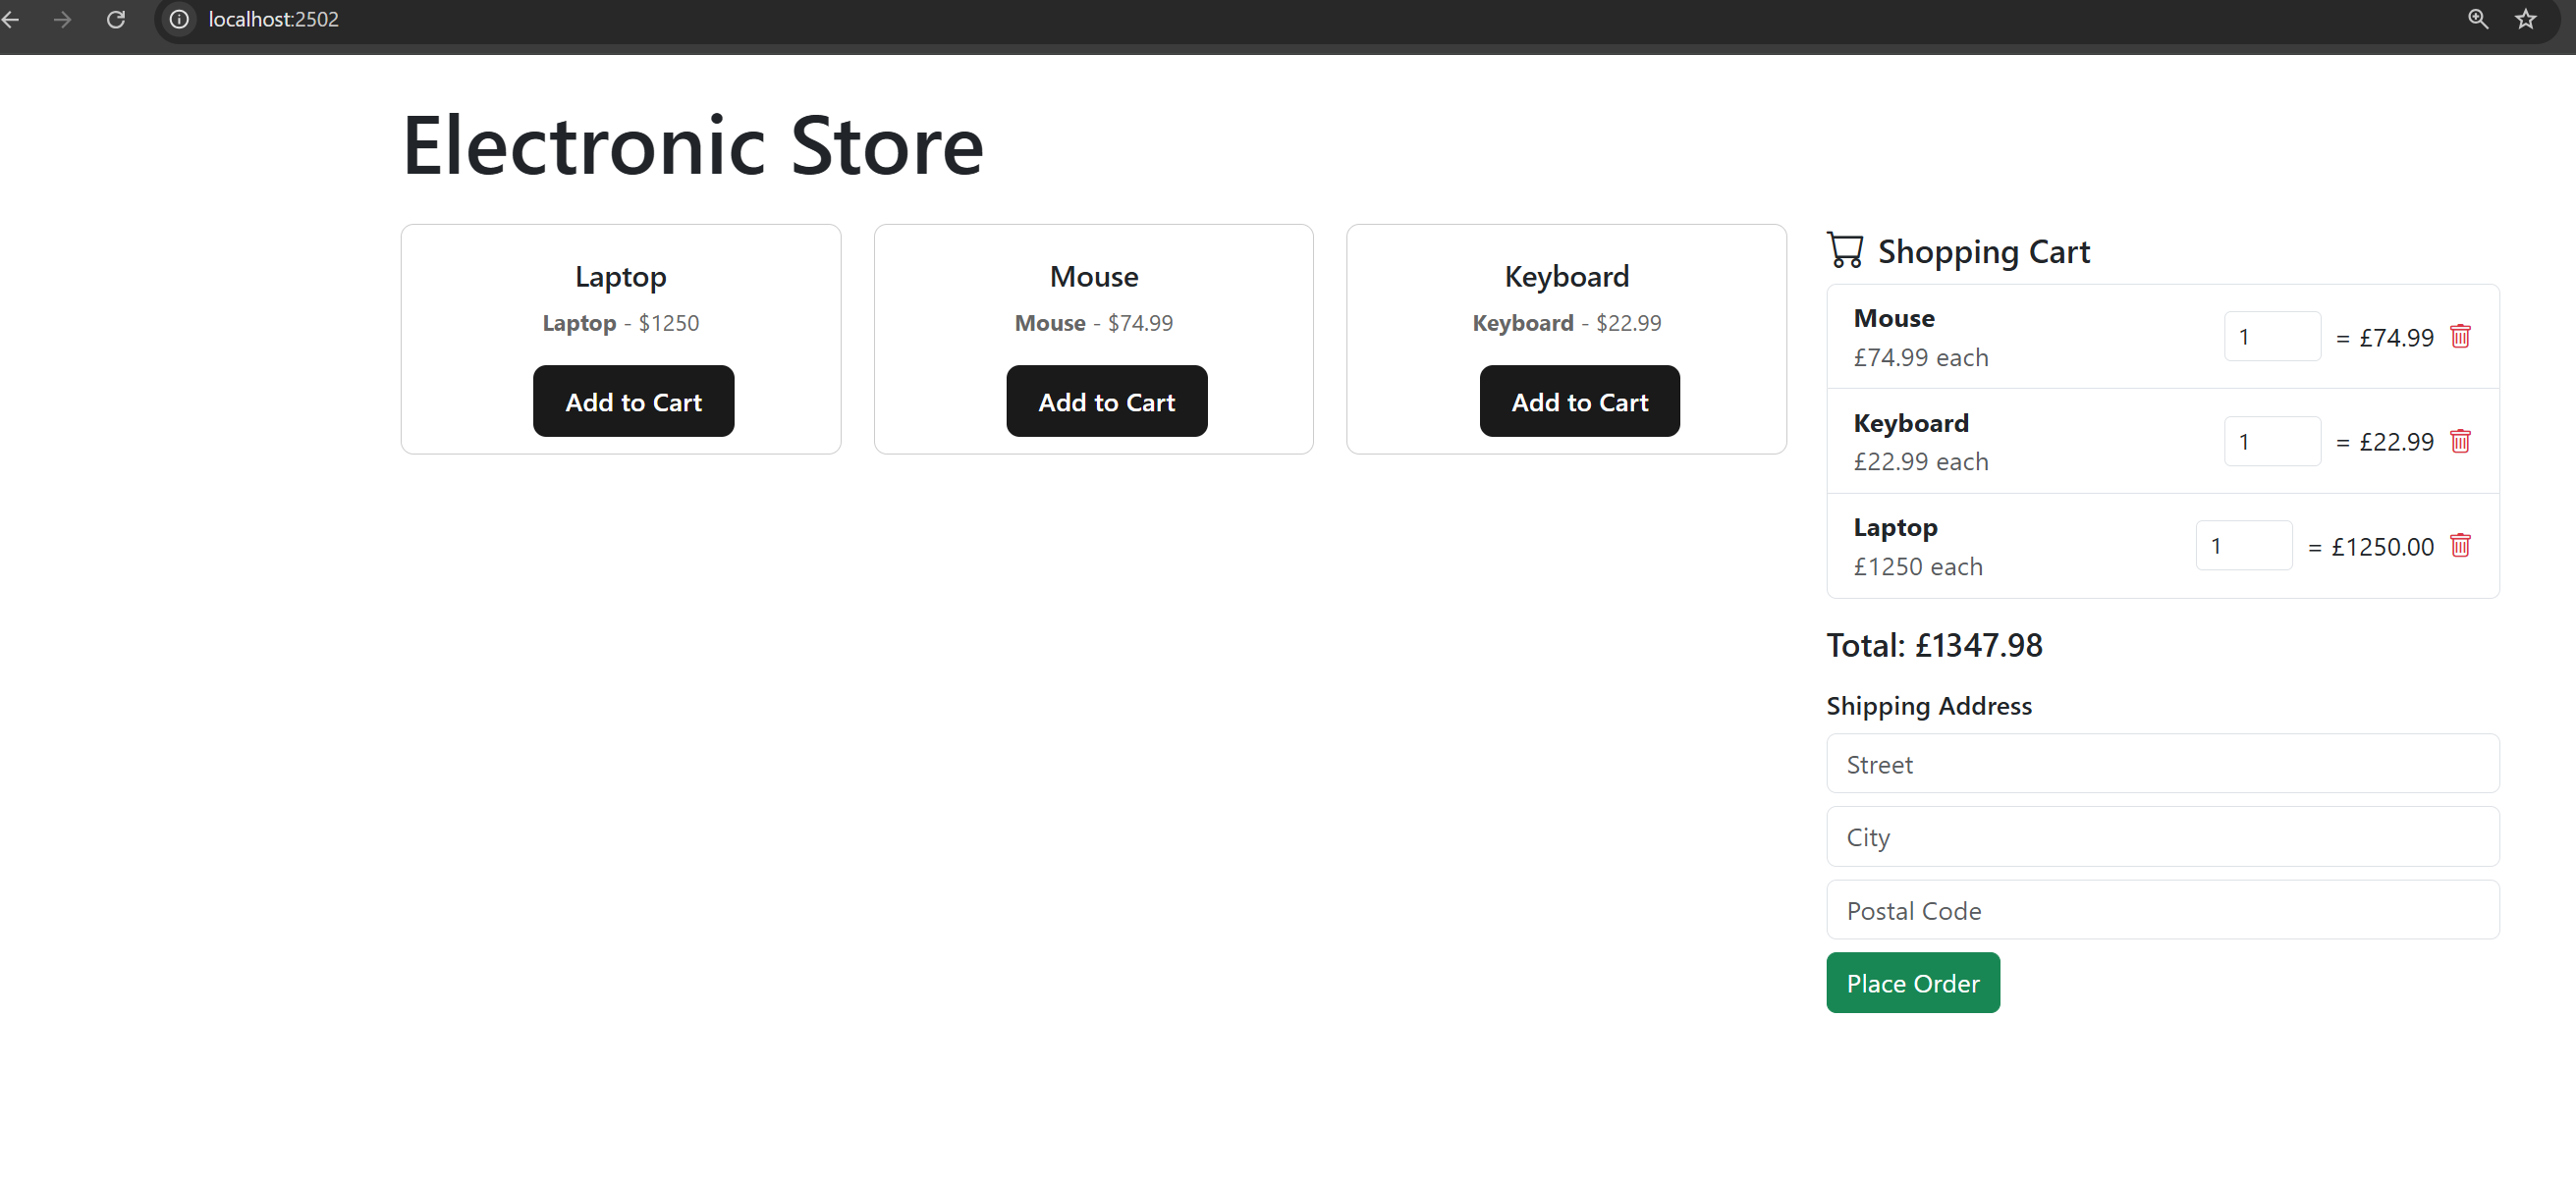 localhost:2502
Electronic Store
Laptop
Laptop - $1250
Add to Cart
Mouse
Mouse - $74.99
Add to Cart
Keyboard
Keyboard - $22.99
Add to Cart
Shopping Cart
Mouse
£74.99 each
1 = £74.99
Keyboard
£22.99 each
1 = £22.99
Laptop
£1250 each
1 = £1250.00
Total: £1347.98
Shipping Address
Street
City
Postal Code
Place Order